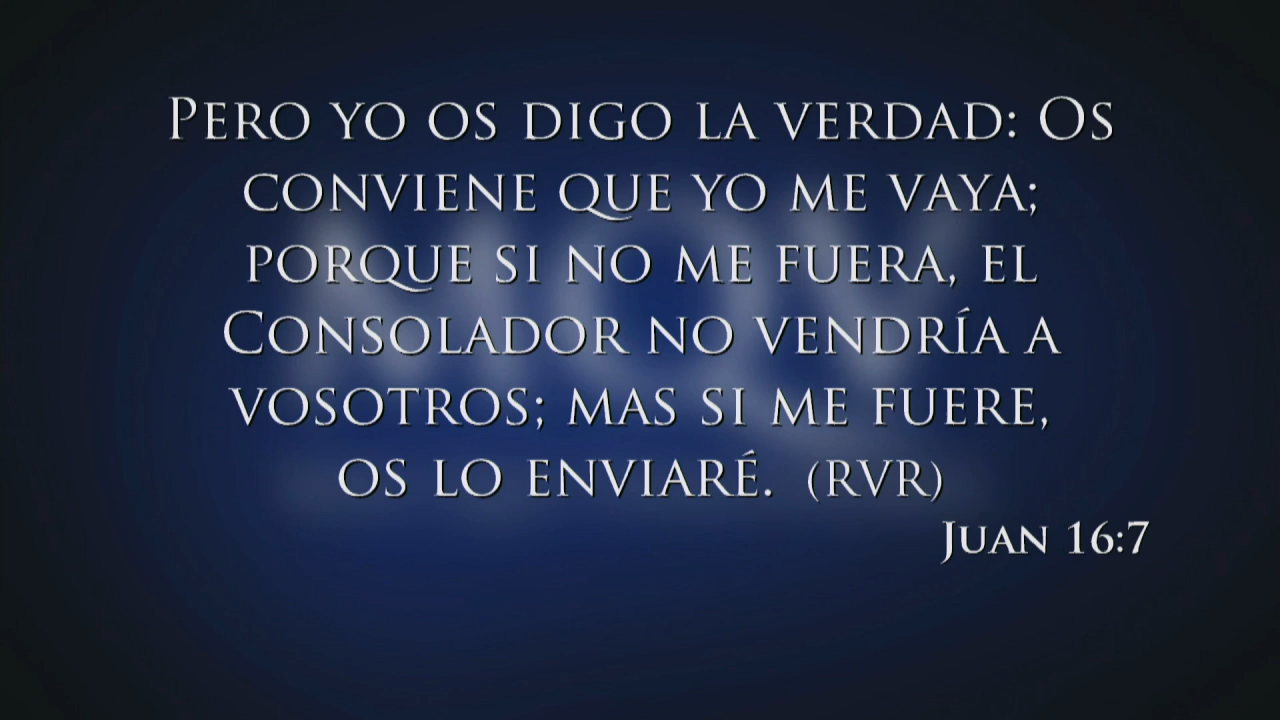 Pero yo os digo la verdad: Os
conviene que yo me vaya;
porque si no me fuera, el
Consolador no vendría a
vosotros; mas si me fuere,
os lo enviaré. (RVR)
Juan 16:7